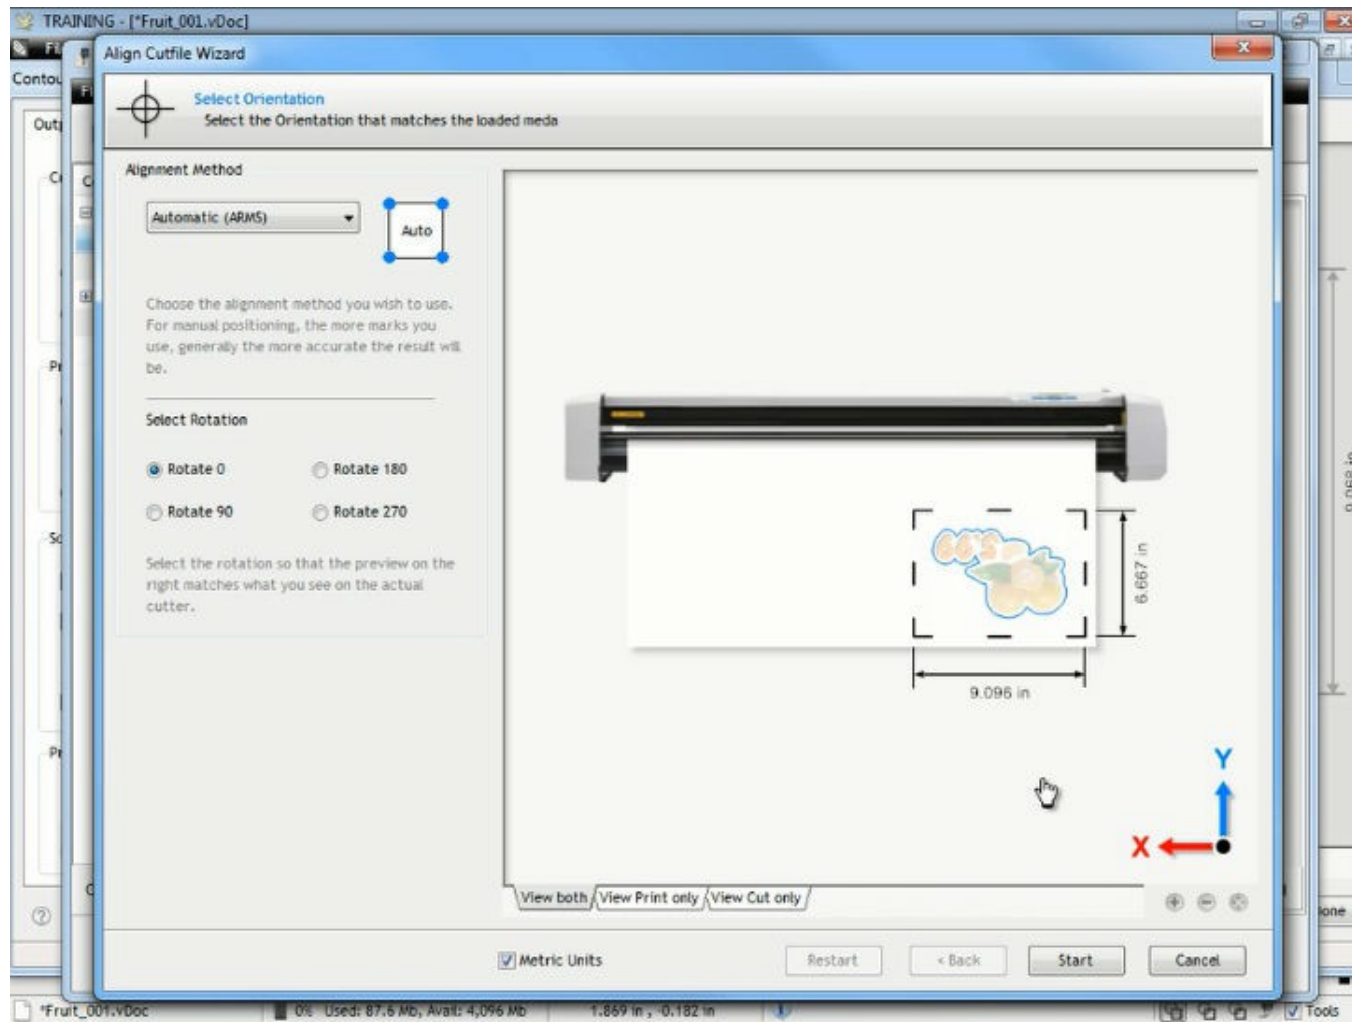 TRAINING - [*Fruit_001.vDoc]
Align Cutfile Wizard
Select Orientation
Select the Orientation that matches the loaded meda
Alignment Method
Automatic (ARMS)
Auto
Choose the alignment method you wish to use.
For manual positioning, the more marks you
use, generally the more accurate the result will
be.
Select Rotation
Rotate 0
Rotate 180
Rotate 90
Rotate 270
Select the rotation so that the preview on the
right matches what you see on the actual
cutter.
6.667 in
9.096 in
Y
X
View both
View Print only
View Cut only
Metric Units
Restart
< Back
Start
Cancel
*Fruit_001.vDoc
0% Used: 87.6 Mb, Avail: 4,096 Mb
1.869 in , -0.182 in
Tools